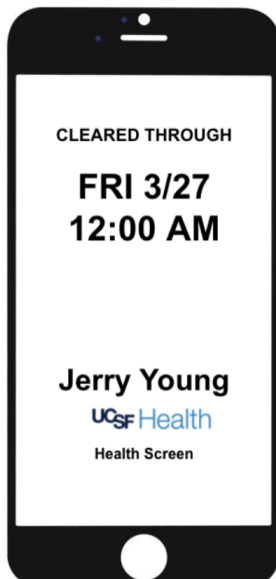 CLEARED THROUGH
FRI 3/27
12:00 AM
Jerry Young
UCSF Health
Health Screen